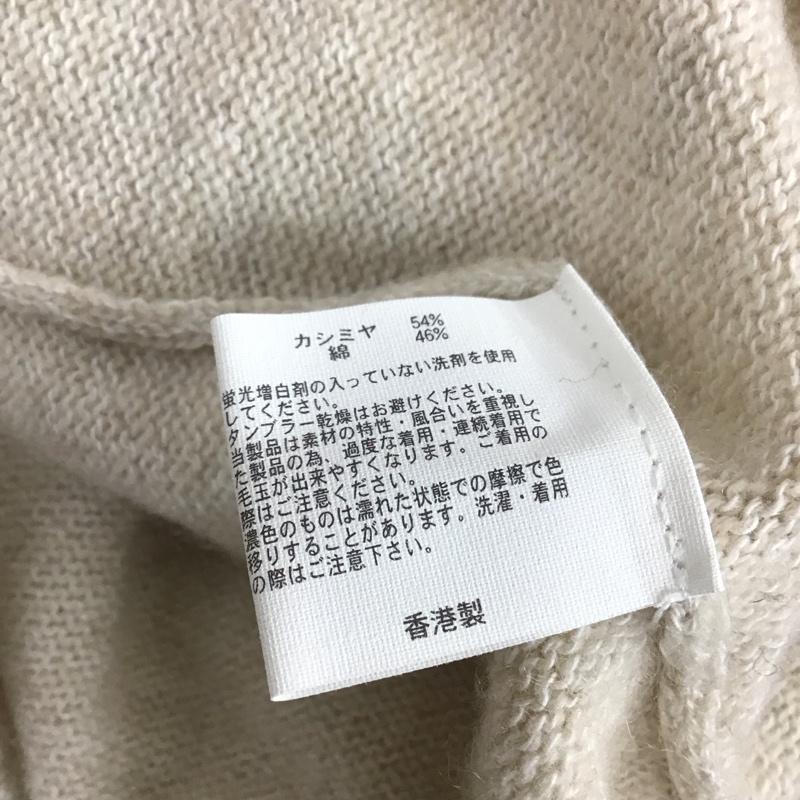 カシミヤ 54%
綿 46%
蛍光増白剤の入っていない洗剤を使用
してください。
タンブラー乾燥はお避けください。
当製品は素材の特性・風合いを重視し
た製品の為、過度な着用・連続着用で
毛玉が出来やすくなります。ご着用の
際はご注意ください。
濃色のものは濡れた状態での摩擦で色
移りすることがあります。洗濯・着用
の際はご注意下さい。
香港製